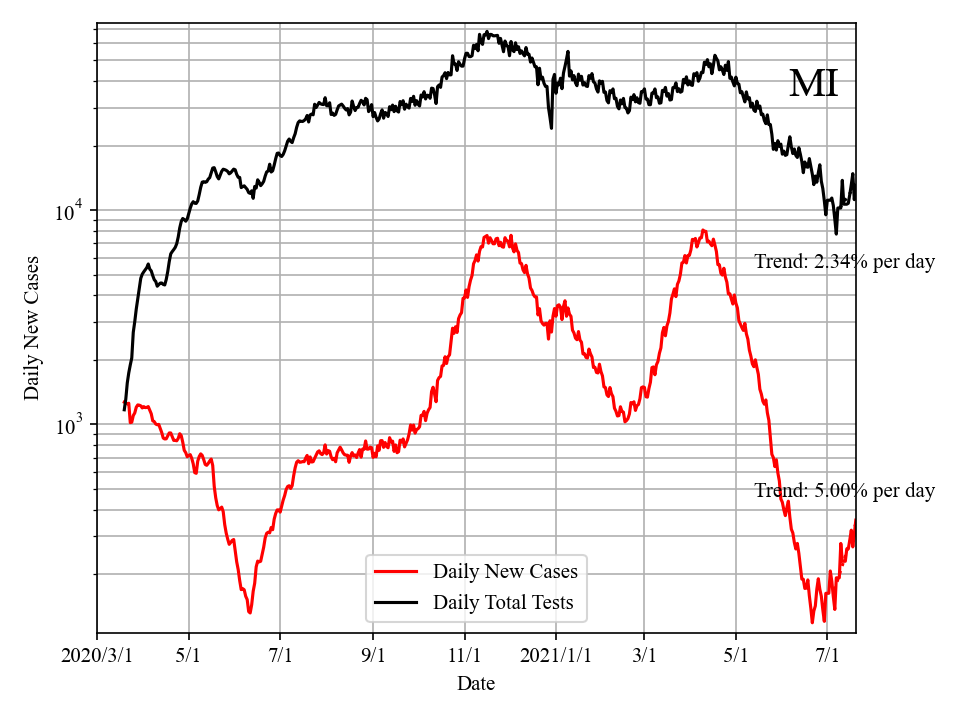 MI
10^4
Trend: 2.34% per day
Daily New Cases
10^3
Trend: 5.00% per day
Daily New Cases
Daily Total Tests
2020/3/1 5/1 7/1 9/1 11/1 2021/1/1 3/1 5/1 7/1
Date